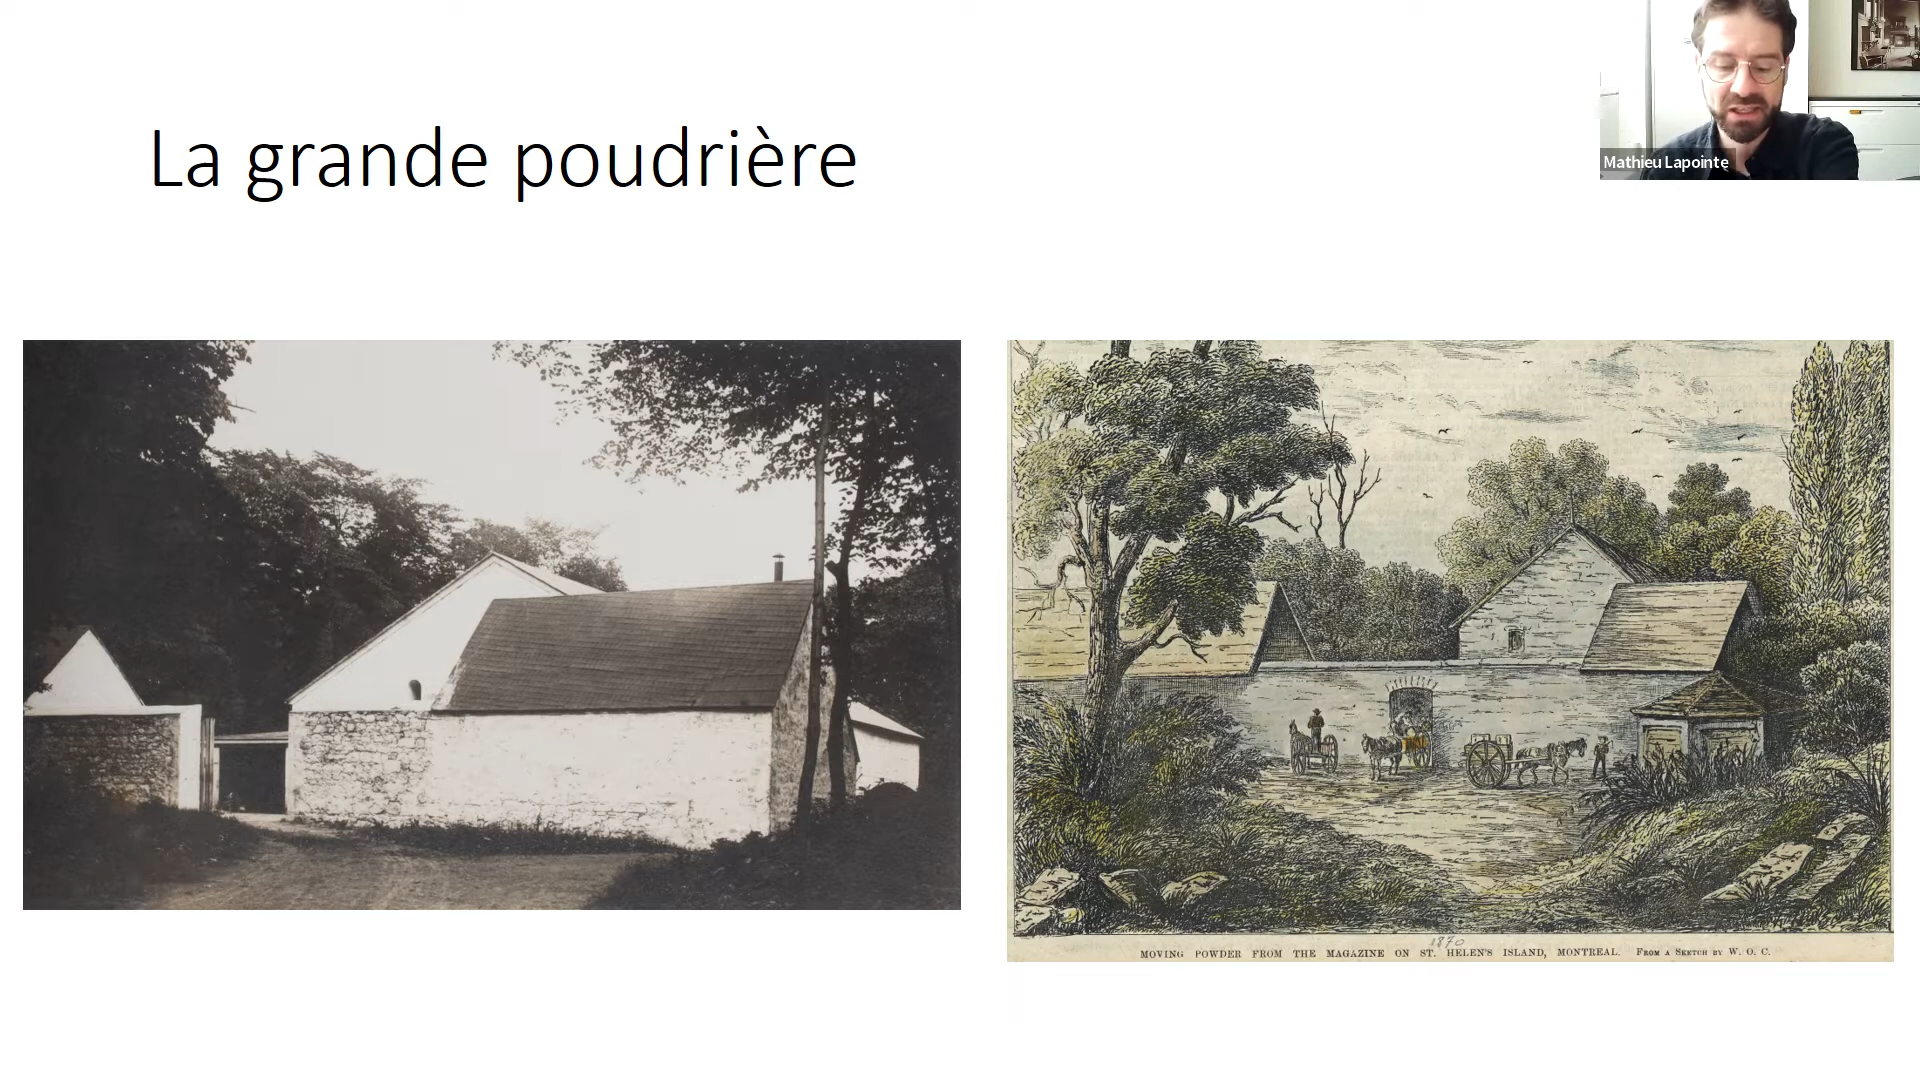 La grande poudrière
Mathieu Lapointe
1870
MOVING POWDER FROM THE MAGAZINE ON ST. HELEN'S ISLAND, MONTREAL. FROM A SKETCH BY W. O. C.